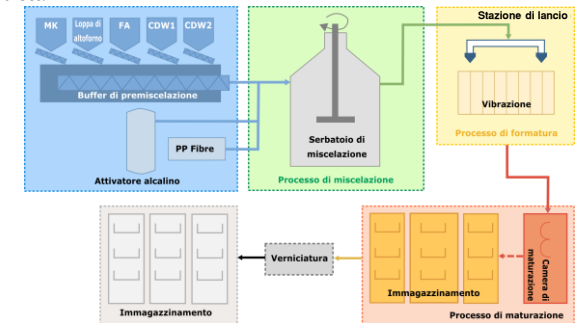 MK
Loppa di
altoforno
FA
CDW1
CDW2
Buffer di premiscelazione
PP Fibre
Attivatore alcalino
Serbatoio di
miscelazione
Processo di miscelazione
Stazione di lancio
Vibrazione
Processo di formatura
Immagazzinamento
Verniciatura
Immagazzinamento
Camera di
maturazione
Processo di maturazione